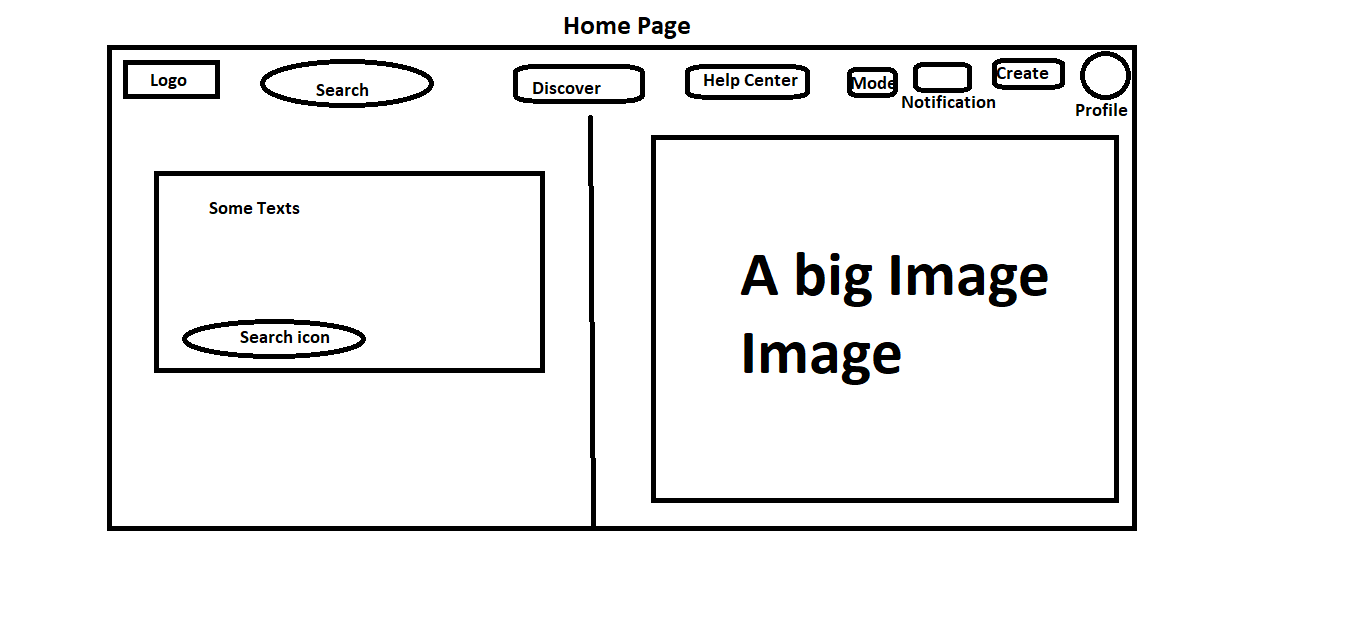 Home Page
Logo
Search
Discover
Help Center
Mode
Notification
Create
Profile
Some Texts
Search icon
A big Image
Image